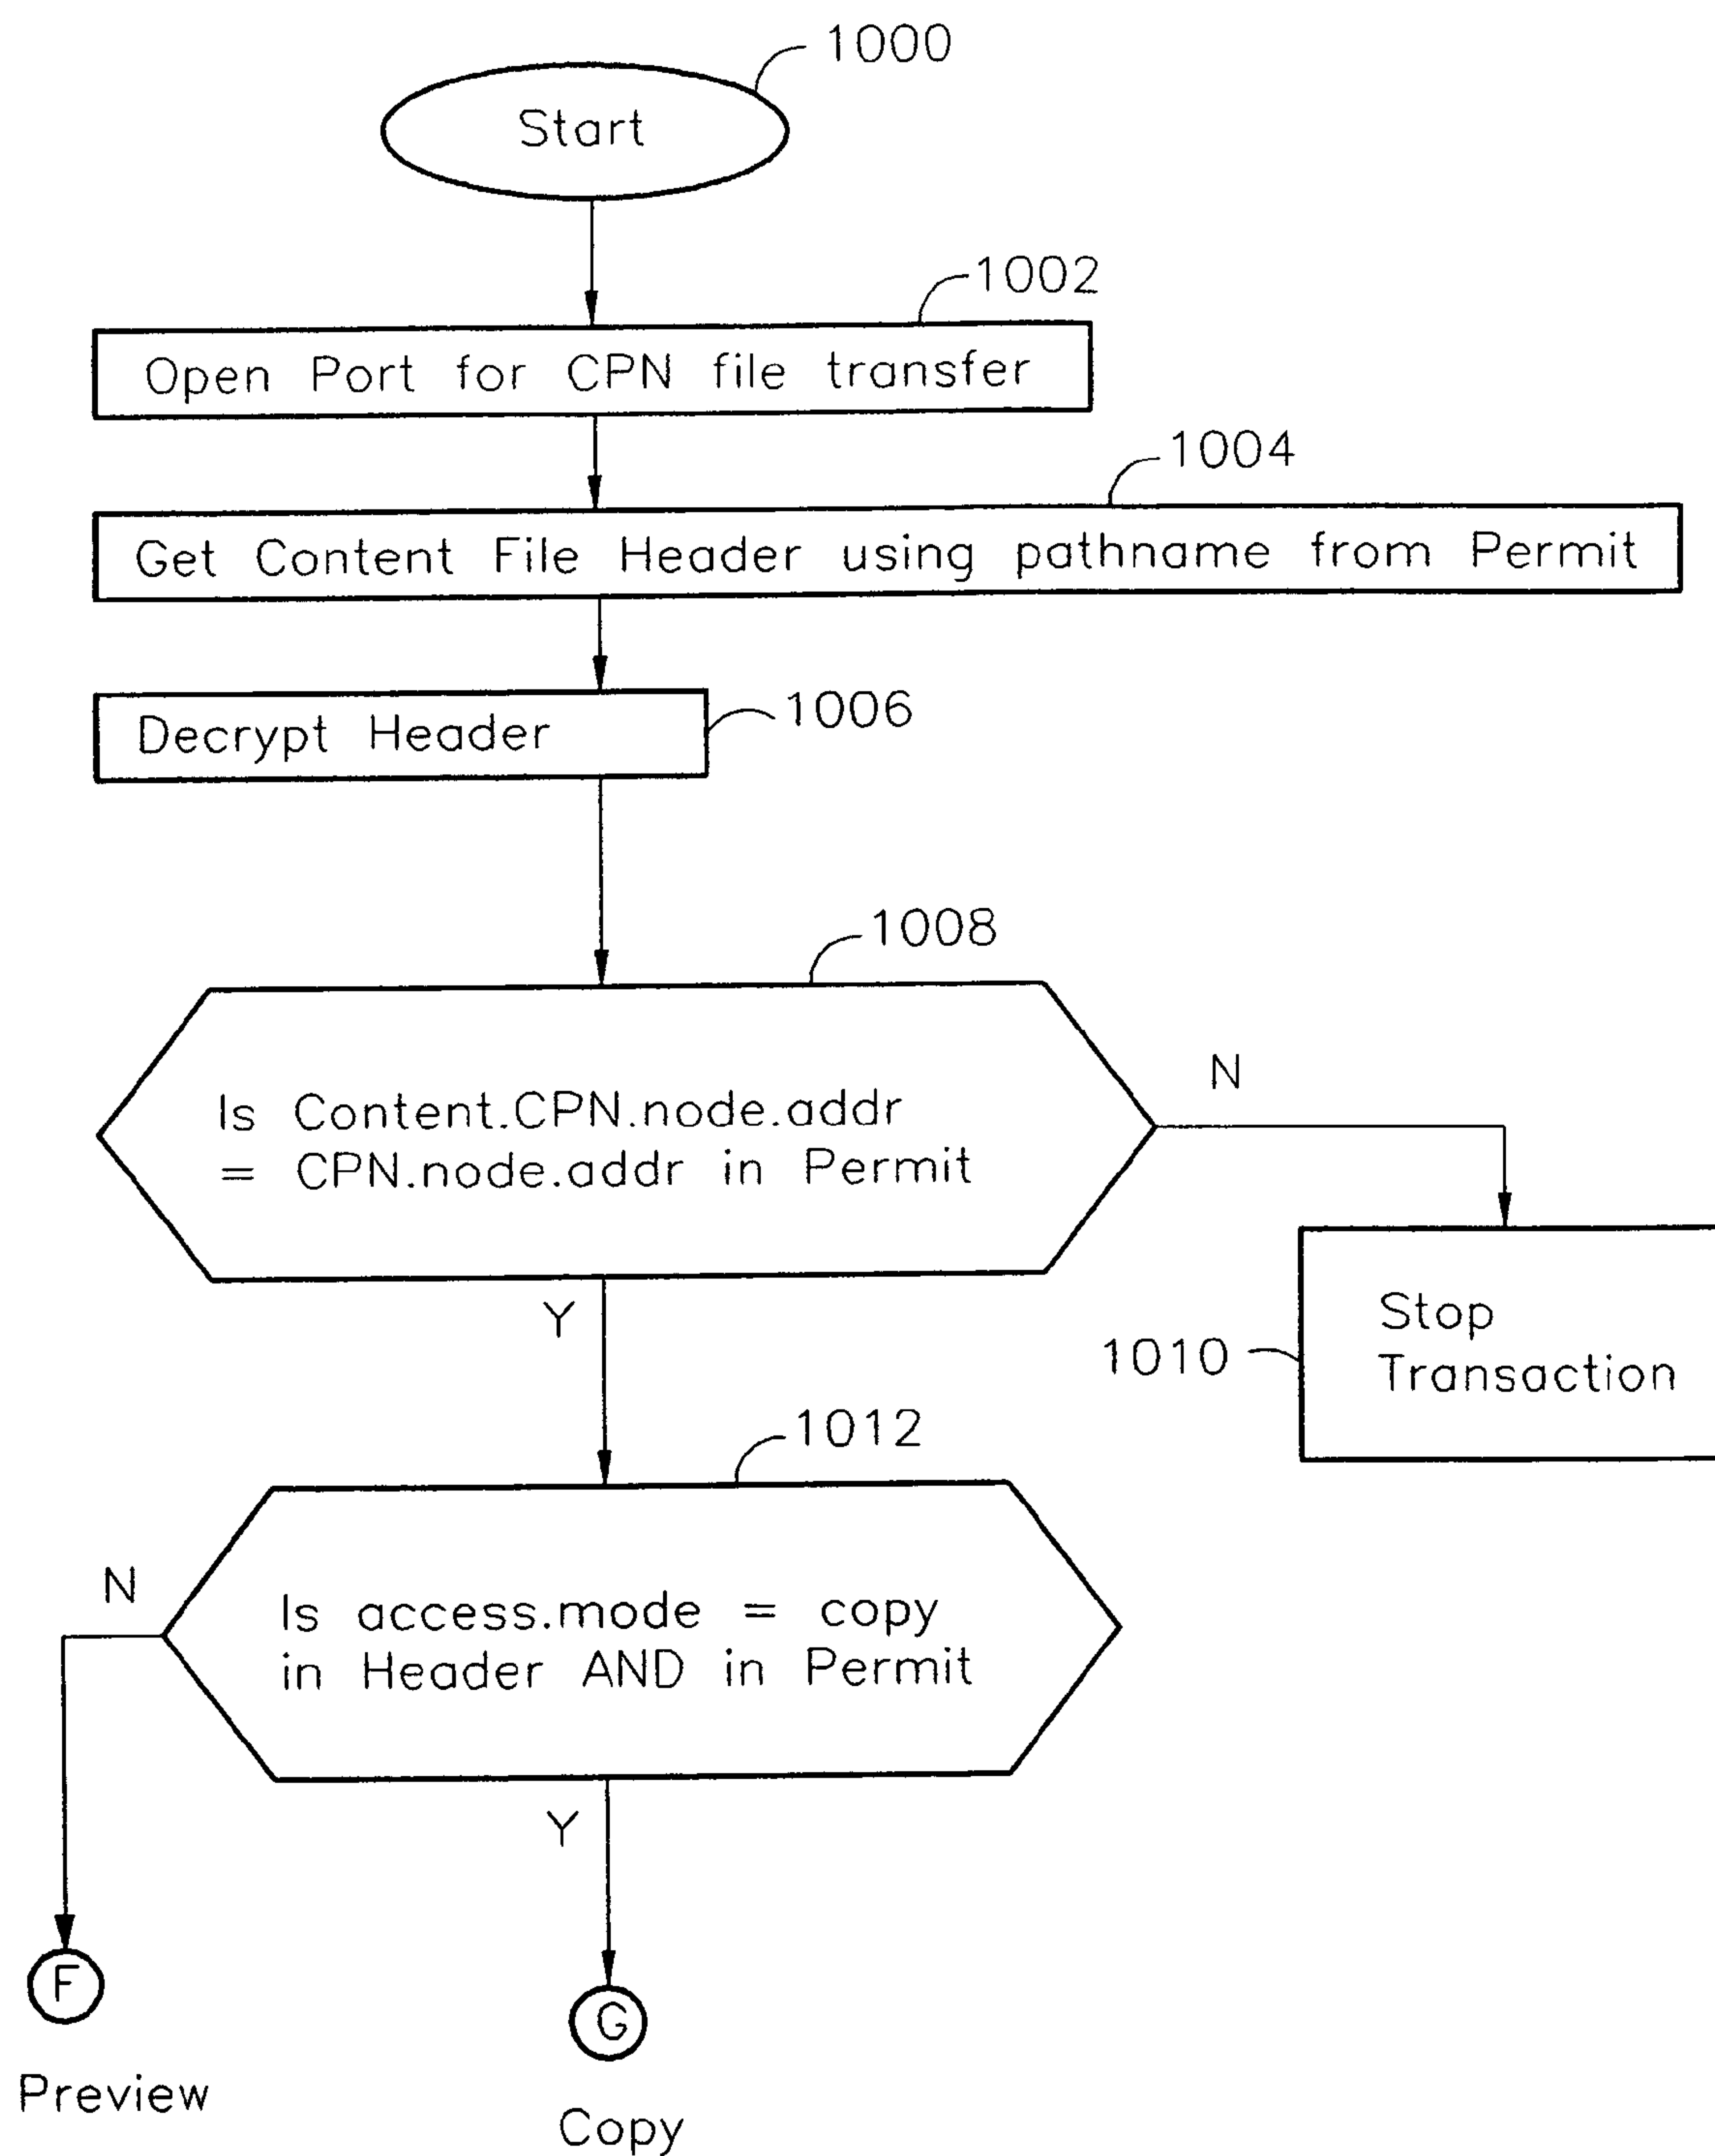 1000
Start
1002
Open Port for CPN file transfer
1004
Get Content File Header using pathname from Permit
Decrypt Header
1006
1008
Is Content.CPN.node.addr
= CPN.node.addr in Permit
N
Y
Stop
Transaction
1010
1012
N
Is access.mode = copy
in Header AND in Permit
Y
F
Preview
G
Copy